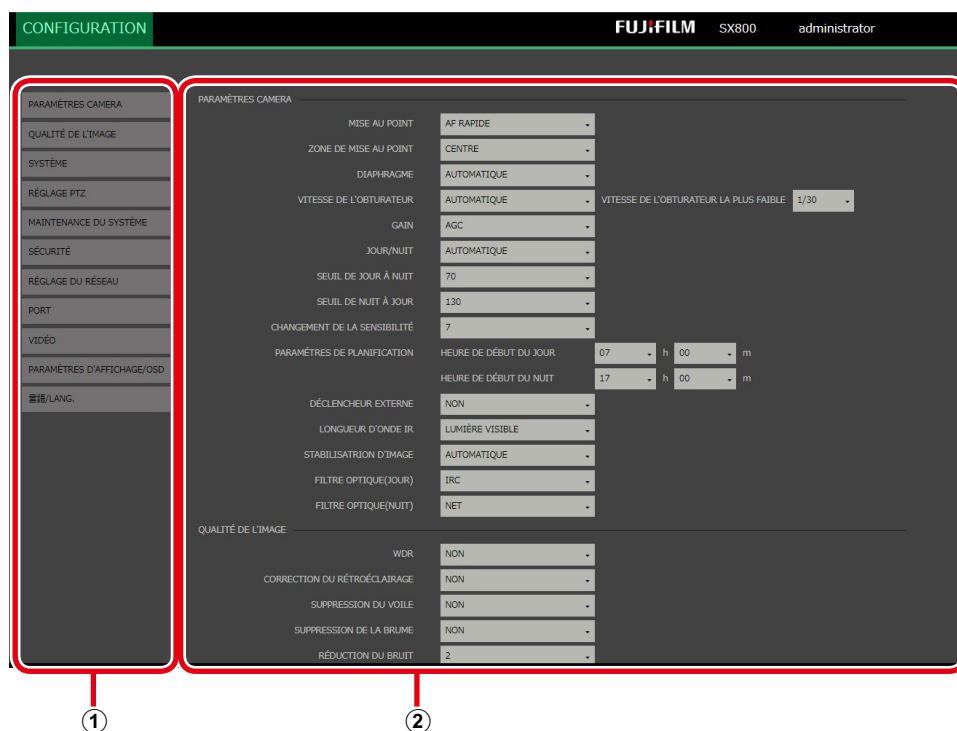 CONFIGURATION FUJIFILM SX800 administrator
PARAMÈTRES CAMERA
QUALITÉ DE L'IMAGE
SYSTÈME
RÉGLAGE PTZ
MAINTENANCE DU SYSTÈME
SÉCURITÉ
RÉGLAGE DU RÉSEAU
PORT
VIDÉO
PARAMÈTRES D'AFFICHAGE/OSD
言語/LANG.
PARAMÈTRES CAMERA
MISE AU POINT AF RAPIDE
ZONE DE MISE AU POINT CENTRE
DIAPHRAGME AUTOMATIQUE
VITESSE DE L'OBTURATEUR AUTOMATIQUE VITESSE DE L'OBTURATEUR LA PLUS FAIBLE 1/30
GAIN AGC
JOUR/NUIT AUTOMATIQUE
SEUIL DE JOUR À NUIT 70
SEUIL DE NUIT À JOUR 130
CHANGEMENT DE LA SENSIBILITÉ 7
PARAMÈTRES DE PLANIFICATION HEURE DE DÉBUT DU JOUR 07 h 00 m
HEURE DE DÉBUT DU NUIT 17 h 00 m
DÉCLENCHEUR EXTERNE NON
LONGUEUR D'ONDE IR LUMIÈRE VISIBLE
STABILISATRION D'IMAGE AUTOMATIQUE
FILTRE OPTIQUE(JOUR) IRC
FILTRE OPTIQUE(NUIT) NET
QUALITÉ DE L'IMAGE
WDR NON
CORRECTION DU RÉTROÉCLAIRAGE NON
SUPPRESSION DU VOILE NON
SUPPRESSION DE LA BRUME NON
RÉDUCTION DU BRUIT 2
1 2